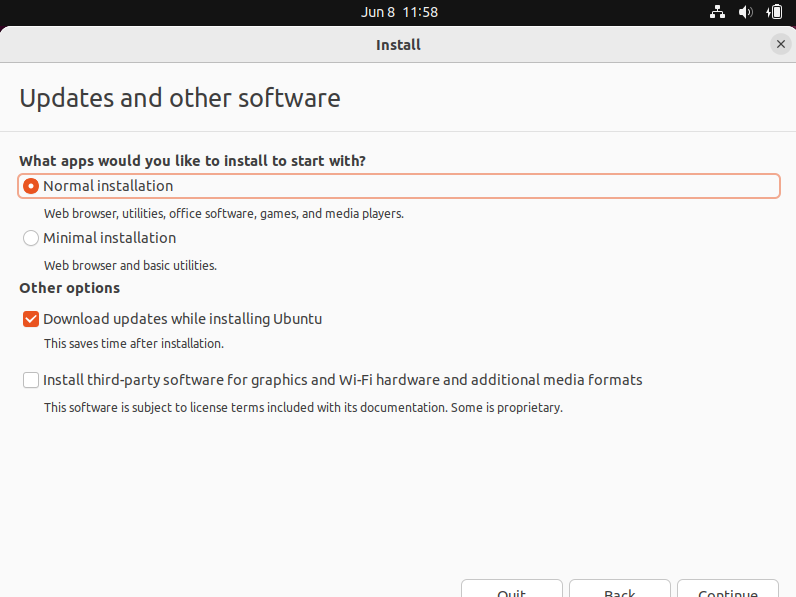 Jun 8 11:58
Install
Updates and other software
What apps would you like to install to start with?
Normal installation
Web browser, utilities, office software, games, and media players.
Minimal installation
Web browser and basic utilities.
Other options
Download updates while installing Ubuntu
This saves time after installation.
Install third-party software for graphics and Wi-Fi hardware and additional media formats
This software is subject to license terms included with its documentation. Some is proprietary.
Quit Back Continue